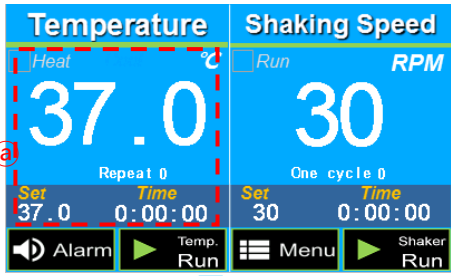 Temperature
Heat
℃
37.0
Repeat 0
Set
Time
37.0
0:00:00
Alarm
Temp.
Run
a
Shaking Speed
Run
RPM
30
One cycle 0
Set
Time
30
0:00:00
Menu
Shaker
Run